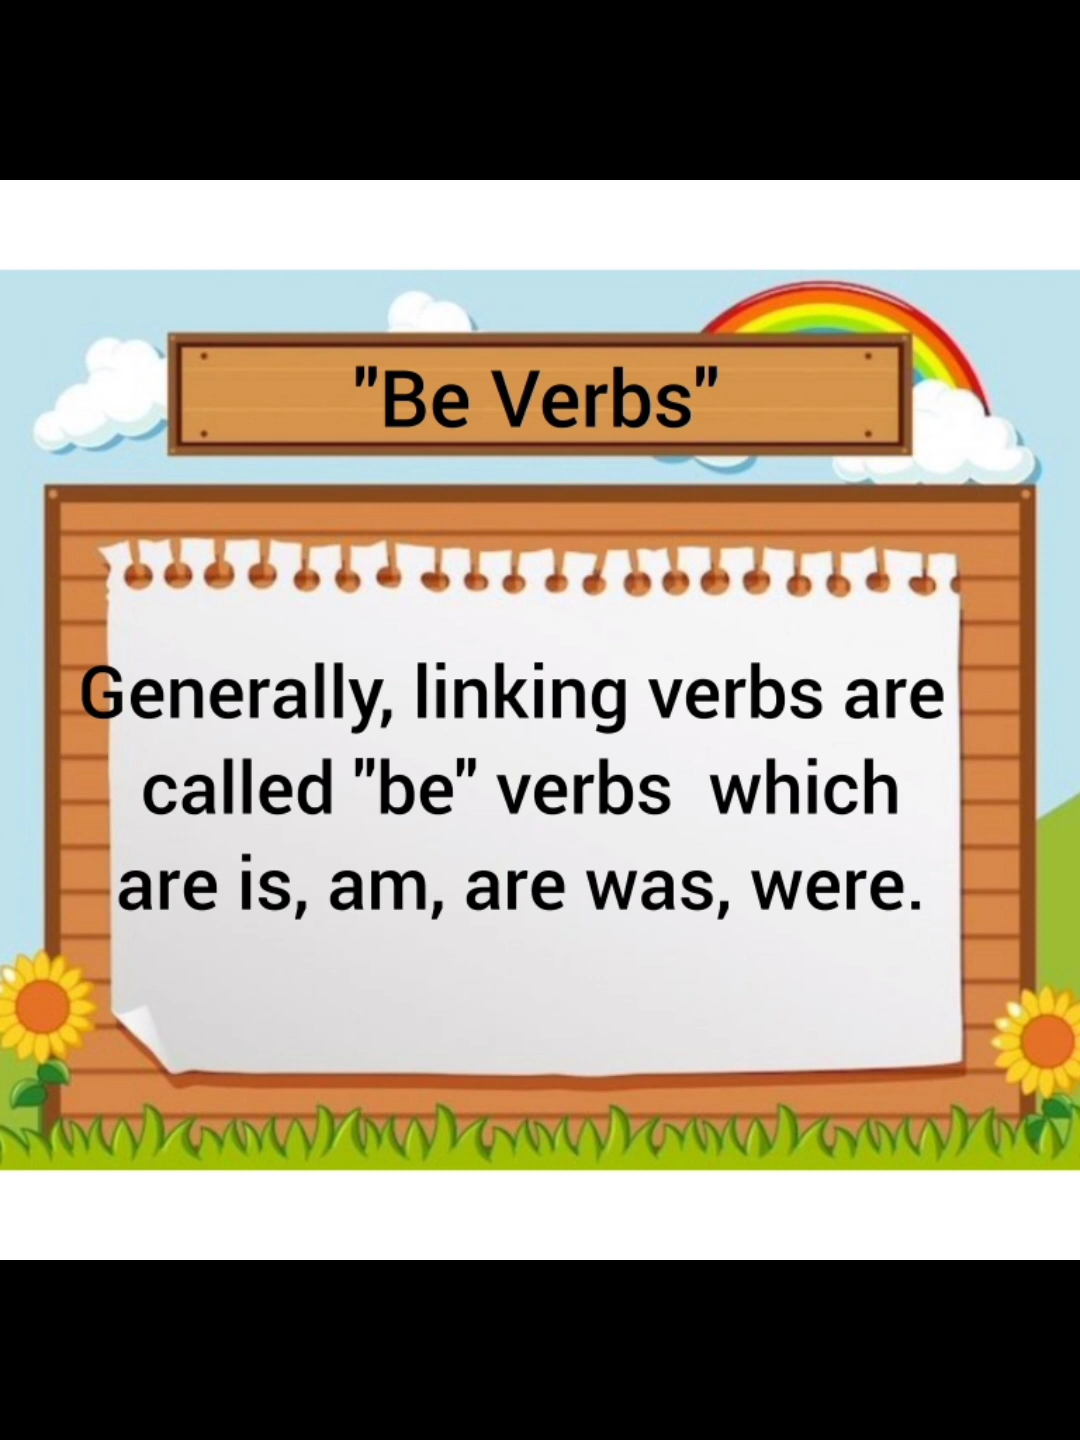 "Be Verbs"
Generally, linking verbs are
called "be" verbs  which
are is, am, are was, were.